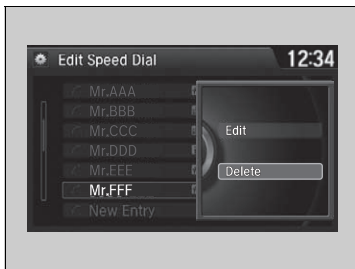 Edit Speed Dial 12:34
Mr.AAA
Mr.BBB
Mr.CCC
Edit
Mr.DDD
Mr.EEE
Delete
Mr.FFF
New Entry